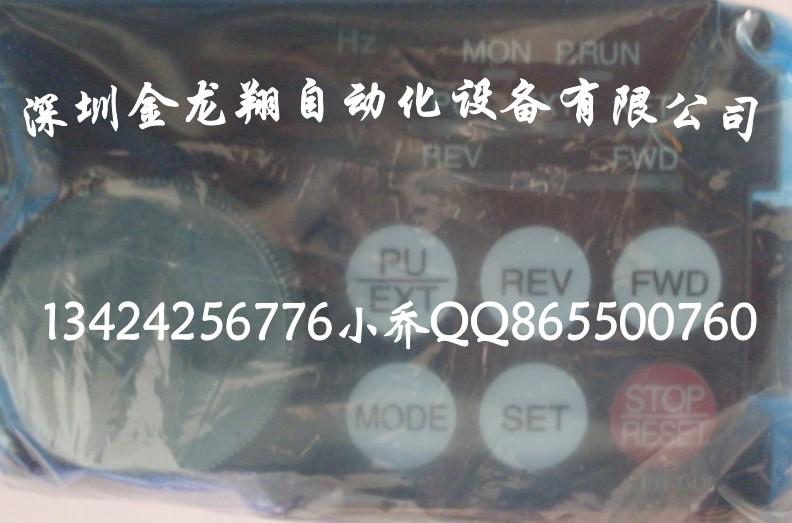 Hz
MON P.RUN
深圳金龙翔自动化设备有限公司
REV FWD
PU
EXT REV FWD
13424256776小乔QQ865500760
MODE SET STOP
RESET